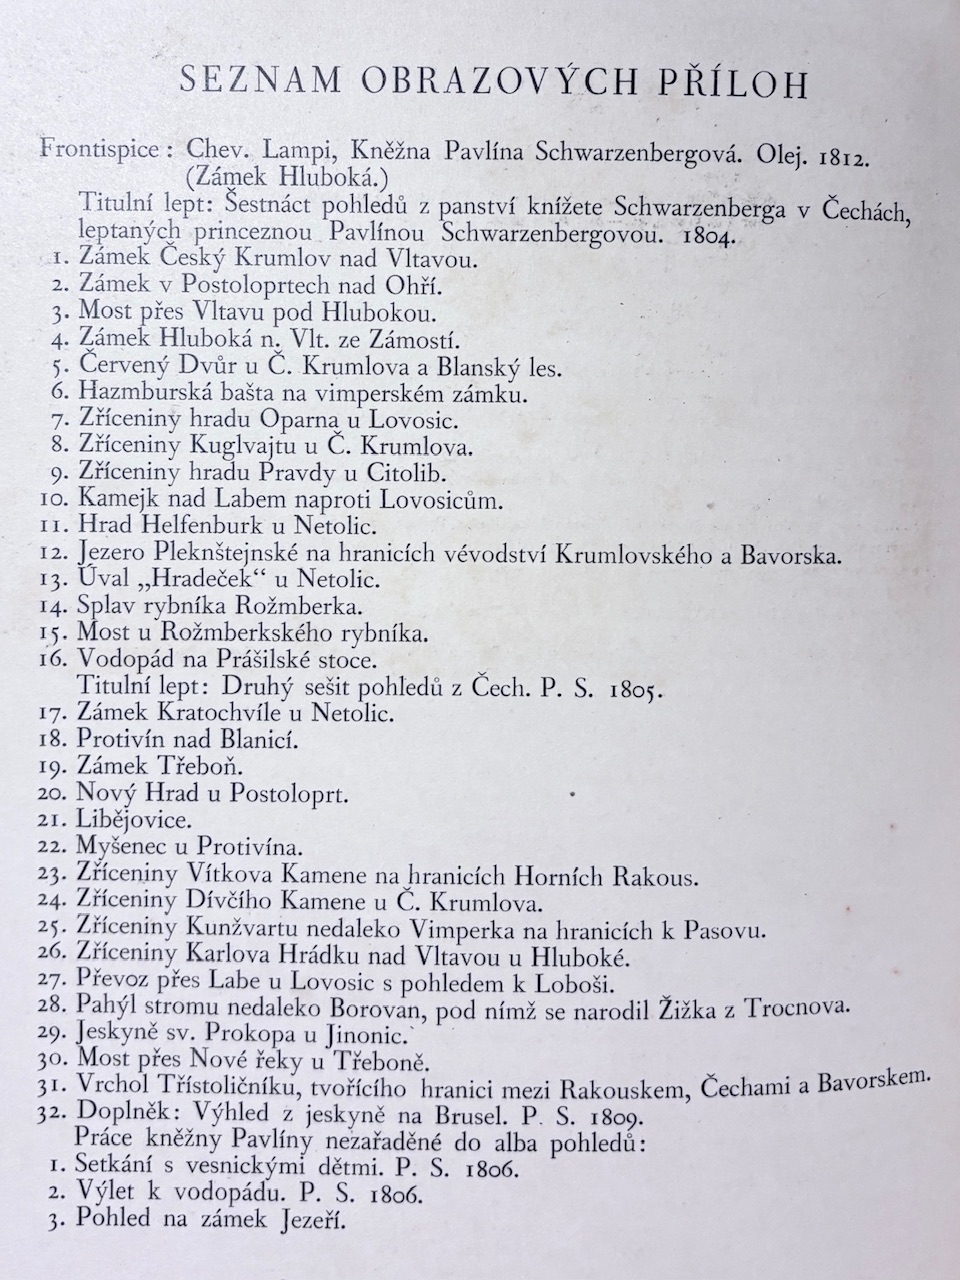 SEZNAM OBRAZOVÝCH PŘÍLOH
Frontispice : Chev. Lampi, Kněžna Pavlína Schwarzenbergová. Olej. 1812.
(Zámek Hluboká.)
Titulní lept: Šestnáct pohledů z panství knížete Schwarzenberga v Čechách,
leptaných princeznou Pavlínou Schwarzenbergovou. 1804.
1. Zámek Český Krumlov nad Vltavou.
2. Zámek v Postoloprtech nad Ohří.
3. Most přes Vltavu pod Hlubokou.
4. Zámek Hluboká n. Vlt. ze Zámostí.
5. Červený Dvůr u Č. Krumlova a Blanský les.
6. Hazmburská bašta na vimperském zámku.
7. Zříceniny hradu Oparna u Lovosic.
8. Zříceniny Kuglvajtu u Č. Krumlova.
9. Zříceniny hradu Pravdy u Citolib.
10. Kamejk nad Labem naproti Lovosicům.
11. Hrad Helfenburk u Netolic.
12. Jezero Pleknštejnské na hranicích vévodství Krumlovského a Bavorska.
13. Úval „Hradeček“ u Netolic.
14. Splav rybníka Rožmberka.
15. Most u Rožmberkského rybníka.
16. Vodopád na Prášilské stoce.
Titulní lept: Druhý sešit pohledů z Čech. P. S. 1805.
17. Zámek Kratochvíle u Netolic.
18. Protivín nad Blanicí.
19. Zámek Třeboň.
20. Nový Hrad u Postoloprt.
21. Libějovice.
22. Myšenec u Protivína.
23. Zříceniny Vítkova Kamene na hranicích Horních Rakous.
24. Zříceniny Dívčího Kamene u Č. Krumlova.
25. Zříceniny Kunžvartu nedaleko Vimperka na hranicích k Pasovu.
26. Zříceniny Karlova Hrádku nad Vltavou u Hluboké.
27. Převoz přes Labe u Lovosic s pohledem k Loboši.
28. Pahýl stromu nedaleko Borovan, pod nímž se narodil Žižka z Trocnova.
29. Jeskyně sv. Prokopa u Jinonic.
30. Most přes Nové řeky u Třeboně.
31. Vrchol Třístoličníku, tvořícího hranici mezi Rakouskem, Čechami a Bavorskem.
32. Doplněk: Výhled z jeskyně na Brusel. P. S. 1809.
Práce kněžny Pavlíny nezařaděné do alba pohledů:
1. Setkání s vesnickými dětmi. P. S. 1806.
2. Výlet k vodopádu. P. S. 1806.
3. Pohled na zámek Jezeří.